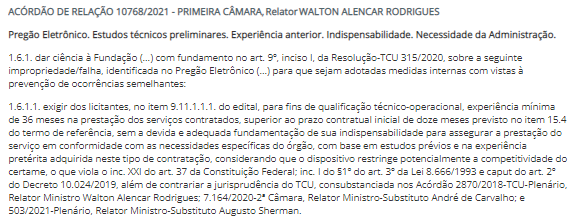 ACÓRDÃO DE RELAÇÃO 10768/2021 - PRIMEIRA CÂMARA, Relator WALTON ALENCAR RODRIGUES
Pregão Eletrônico. Estudos técnicos preliminares. Experiência anterior. Indispensabilidade. Necessidade da Administração.
1.6.1. dar ciência à Fundação (...) com fundamento no art. 9º, inciso I, da Resolução-TCU 315/2020, sobre a seguinte
impropriedade/falha, identificada no Pregão Eletrônico (...) para que sejam adotadas medidas internas com vistas à
prevenção de ocorrências semelhantes:
1.6.1.1. exigir dos licitantes, no item 9.11.1.1.1. do edital, para fins de qualificação técnico-operacional, experiência mínima
de 36 meses na prestação dos serviços contratados, superior ao prazo contratual inicial de doze meses previsto no item 15.4
do termo de referência, sem a devida e adequada fundamentação de sua indispensabilidade para assegurar a prestação do
serviço em conformidade com as necessidades específicas do órgão, com base em estudos prévios e na experiência
pretérita adquirida neste tipo de contratação, considerando que o dispositivo restringe potencialmente a competitividade do
certame, o que viola o inc. XXI do art. 37 da Constituição Federal; inc. I do §1º do art. 3º da Lei 8.666/1993 e caput do art. 2º
do Decreto 10.024/2019, além de contrariar a jurisprudência do TCU, consubstanciada nos Acórdão 2870/2018-TCU-Plenário,
Relator Ministro Walton Alencar Rodrigues; 7.164/2020-2ª Câmara, Relator Ministro-Substituto André de Carvalho; e
503/2021-Plenário, Relator Ministro-Substituto Augusto Sherman.